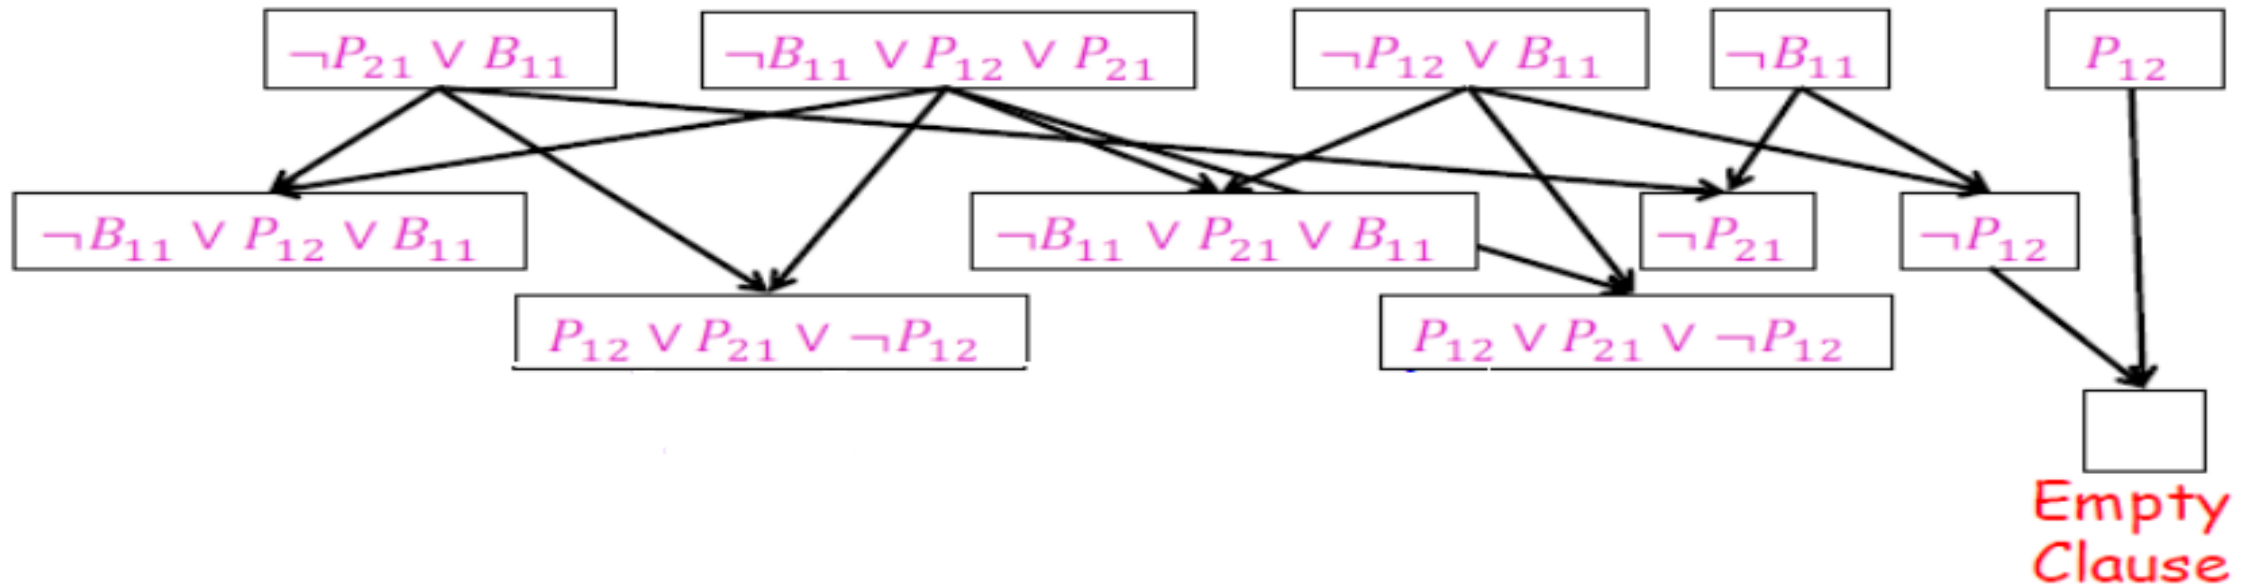 ¬P₂₁ ∨ B₁₁
¬B₁₁ ∨ P₁₂ ∨ P₂₁
¬P₁₂ ∨ B₁₁
¬B₁₁
P₁₂
¬B₁₁ ∨ P₁₂ ∨ B₁₁
¬B₁₁ ∨ P₂₁ ∨ B₁₁
¬P₂₁
¬P₁₂
P₁₂ ∨ P₂₁ ∨ ¬P₁₂
P₁₂ ∨ P₂₁ ∨ ¬P₁₂
Empty
Clause